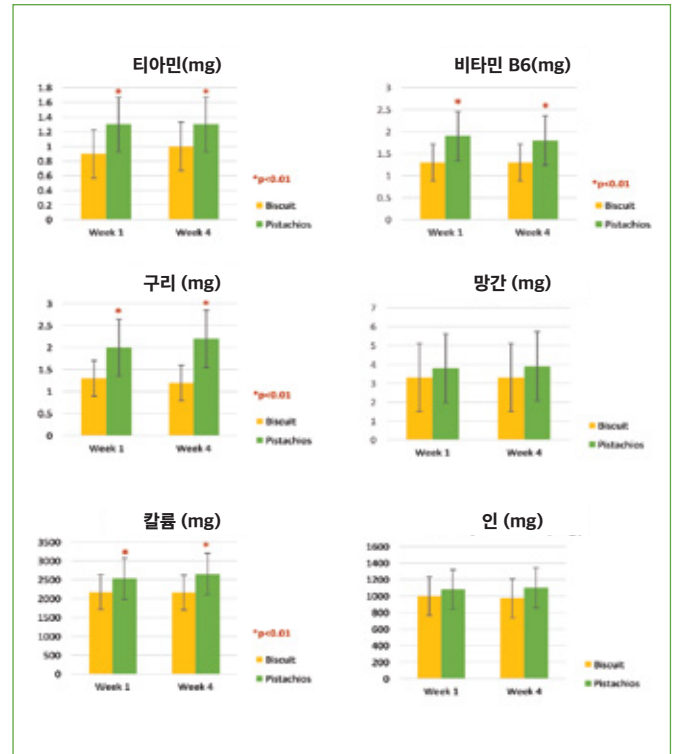 티아민(mg)
1.8
1.6
1.4
1.2
1
0.8
0.6
0.4
0.2
0
*
*
Week 1
Week 4
*p<0.01
Biscuit
Pistachios
비타민 B6(mg)
3
2.5
2
1.5
1
0.5
0
*
*
Week 1
Week 4
*p<0.01
Biscuit
Pistachios
구리 (mg)
3
2.5
2
1.5
1
0.5
0
*
*
Week 1
Week 4
*p<0.01
Biscuit
Pistachios
망간 (mg)
7
6
5
4
3
2
1
0
Week 1
Week 4
Biscuit
Pistachios
칼륨 (mg)
3500
3000
2500
2000
1500
1000
500
0
*
*
Week 1
Week 4
*p<0.01
Biscuit
Pistachios
인 (mg)
1600
1400
1200
1000
800
600
400
200
0
Week 1
Week 4
Biscuit
Pistachios